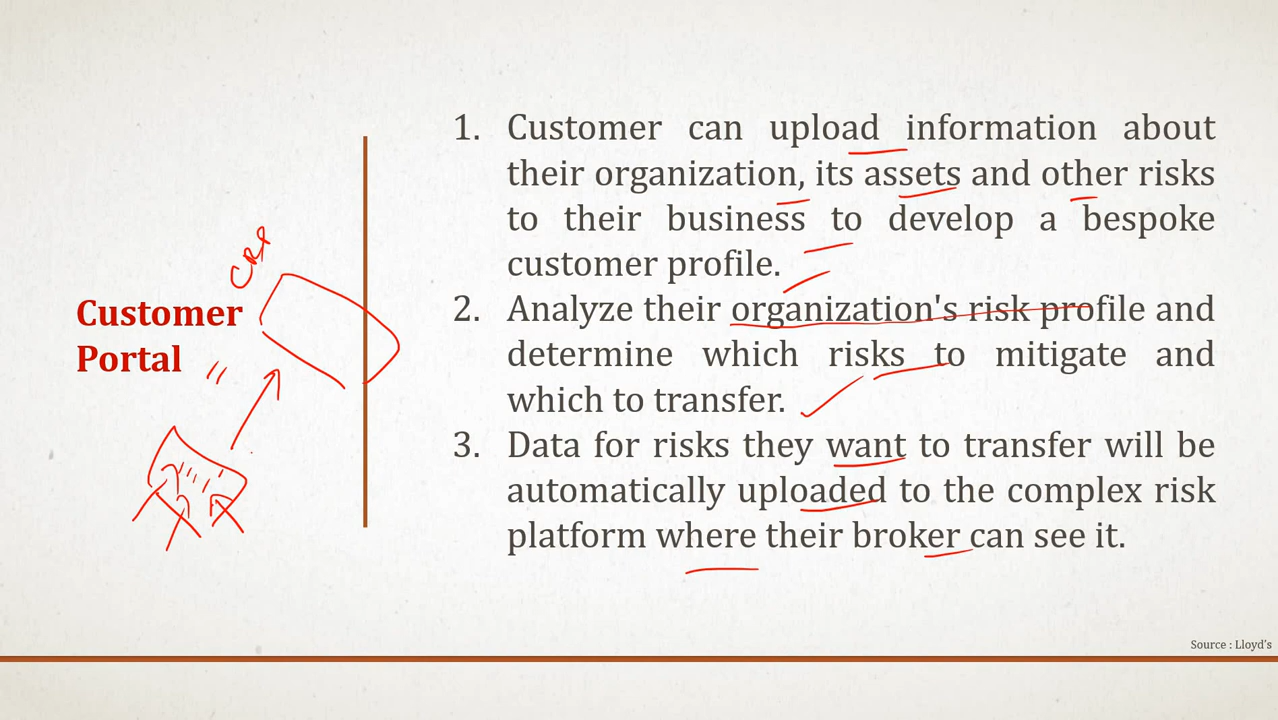 Customer
Portal
CRP
1. Customer can upload information about
their organization, its assets and other risks
to their business to develop a bespoke
customer profile.
2. Analyze their organization's risk profile and
determine which risks to mitigate and
which to transfer.
3. Data for risks they want to transfer will be
automatically uploaded to the complex risk
platform where their broker can see it.
Source : Lloyd's